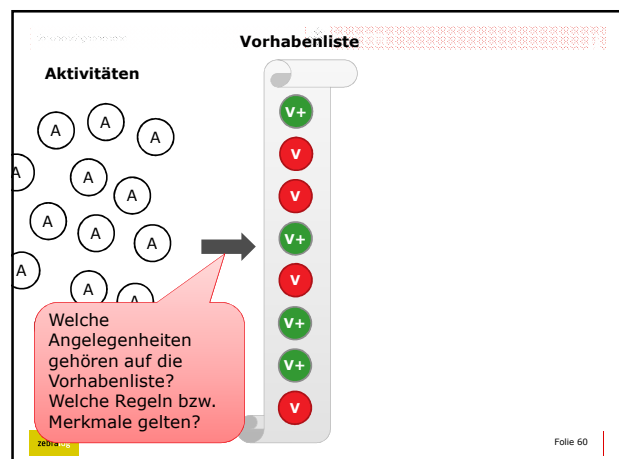 Vorhabenliste
Aktivitäten
A
A
A
A
A
A
A
A
A
A
A
A
V+
V
V
V+
V
V+
V+
V
Welche
Angelegenheiten
gehören auf die
Vorhabenliste?
Welche Regeln bzw.
Merkmale gelten?
Folie 60